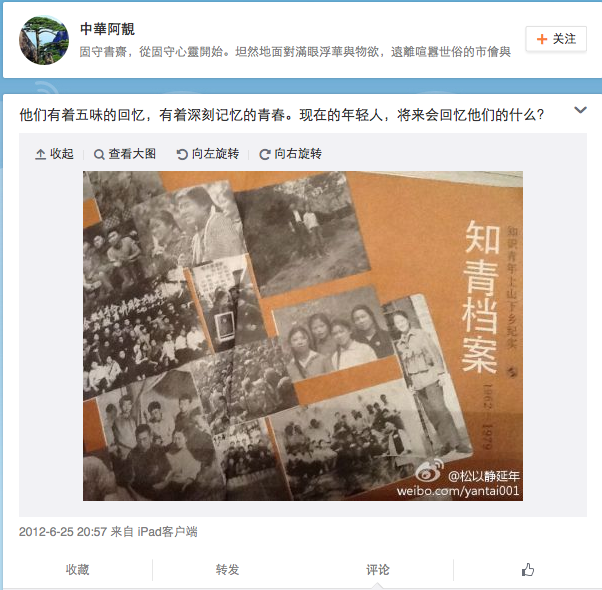 中華阿靚
固守書齋，從固守心靈開始。坦然地面對滿眼浮華與物欲，遠離喧囂世俗的市儈與
+ 关注
他们有着五味的回忆，有着深刻记忆的青春。现在的年轻人，将来会回忆他们的什么？
收起 查看大图 向左旋转 向右旋转
知青档案
知识青年上山下乡纪实
1962-1979
@松以静延年
weibo.com/yantai001
2012-6-25 20:57 来自 iPad客户端
收藏 转发 评论